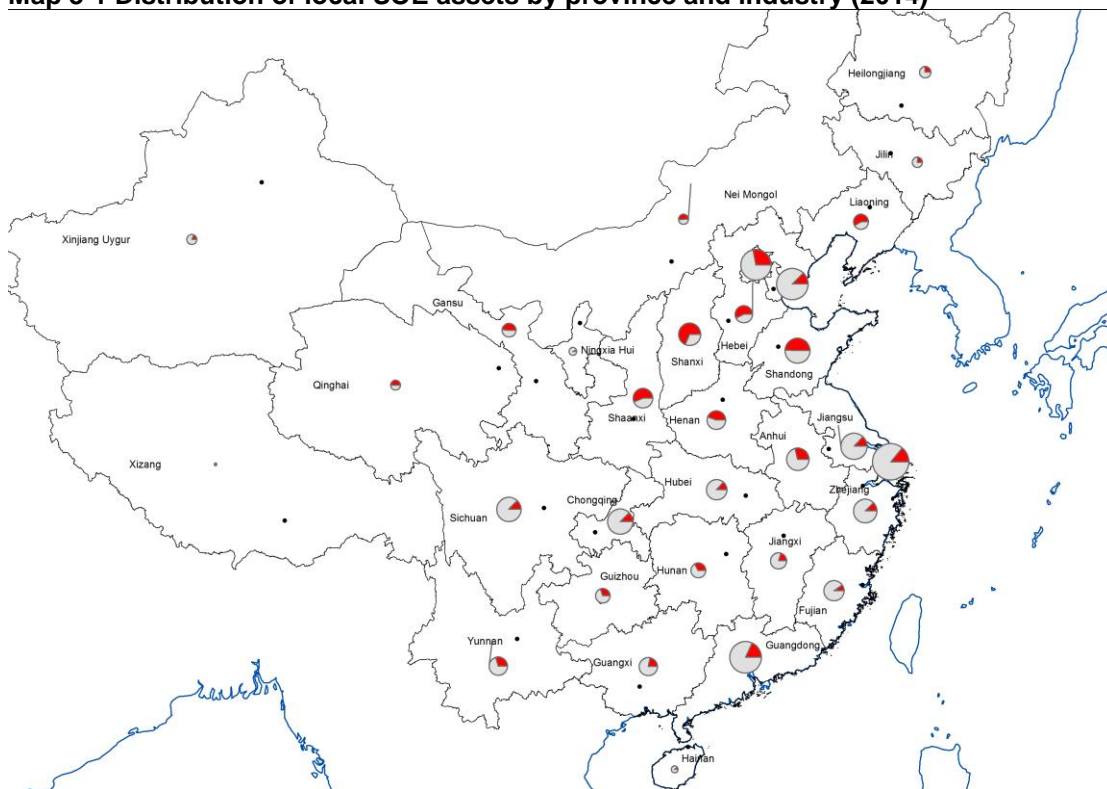 Map 3-1 Distribution of local SOE assets by province and industry (2014)
Heilongjiang
Jilin
Nei Mongol
Liaoning
Xinjiang Uygur
Gansu
Ningxia Hui
Hebei
Shanxi
Shandong
Qinghai
Shaanxi
Henan
Jiangsu
Anhui
Xizang
Hubei
Zhejiang
Chongqing
Sichuan
Jiangxi
Hunan
Guizhou
Fujian
Yunnan
Guangdong
Guangxi
Hainan